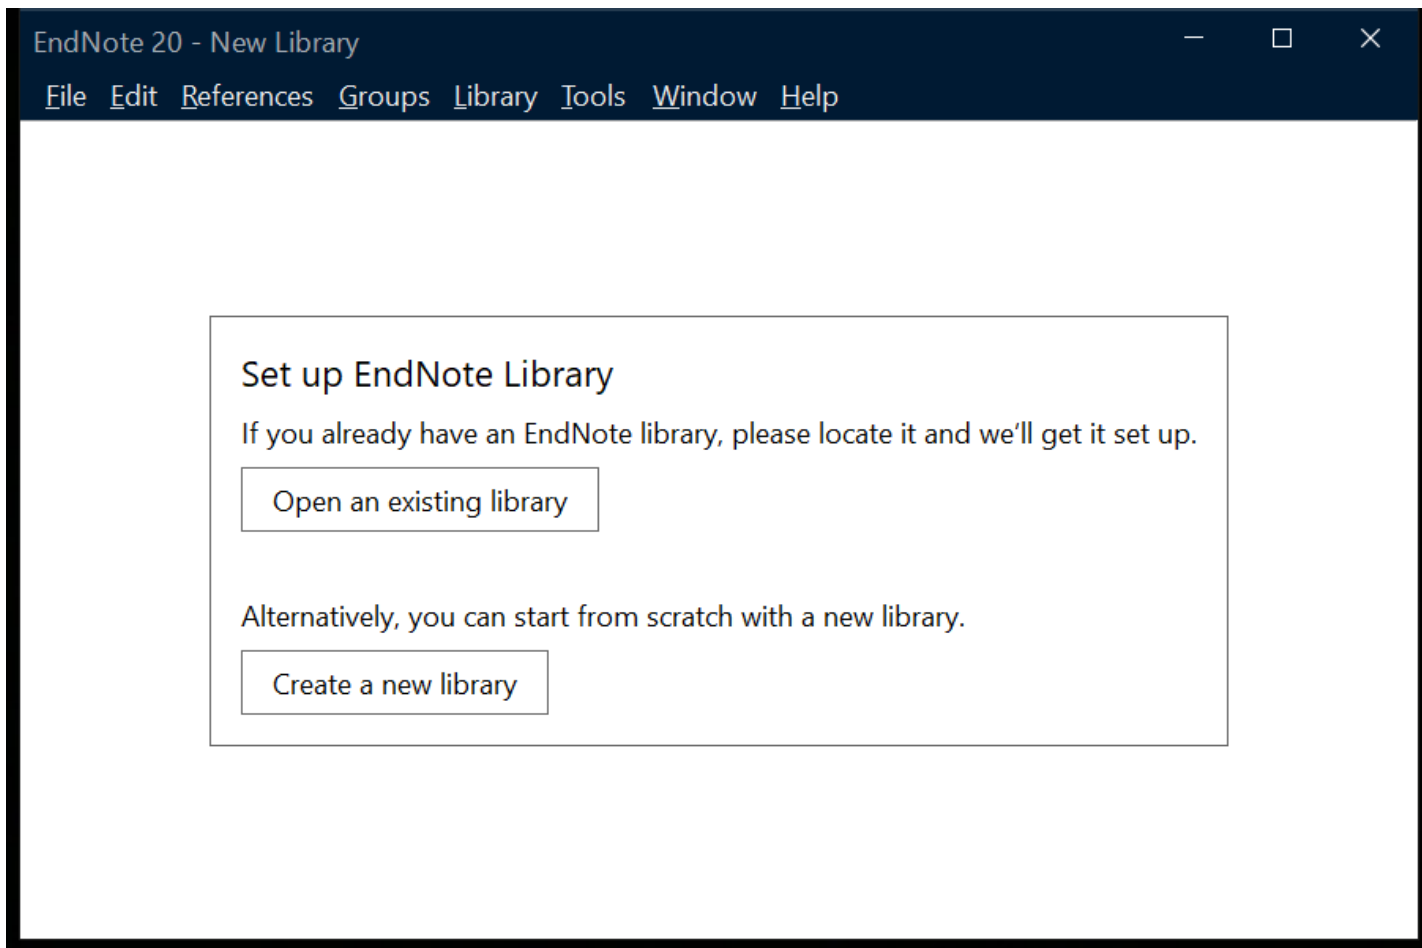 EndNote 20 - New Library
File Edit References Groups Library Tools Window Help
Set up EndNote Library
If you already have an EndNote library, please locate it and we’ll get it set up.
Open an existing library
Alternatively, you can start from scratch with a new library.
Create a new library